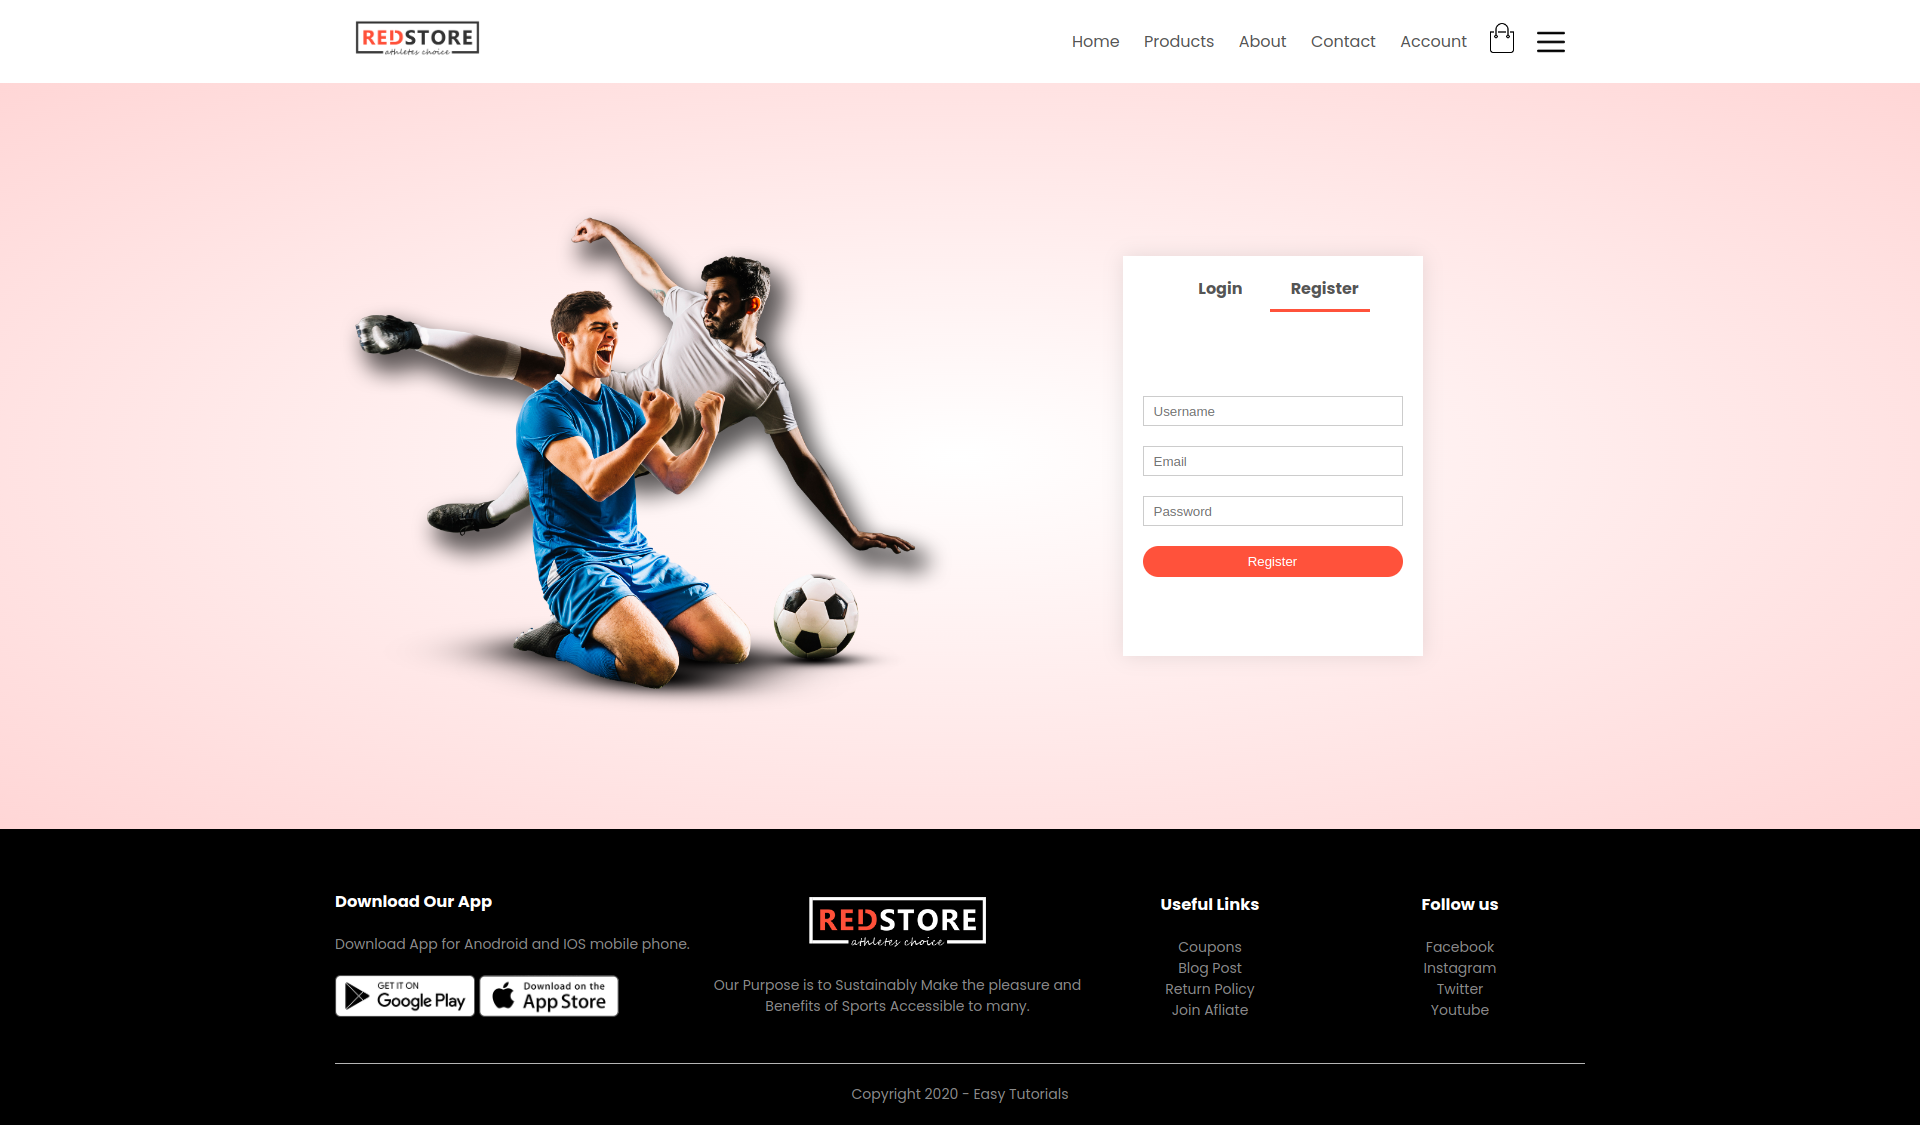 REDSTORE
athletes choice
Home Products About Contact Account
Login Register
Username
Email
Password
Register
Download Our App
Download App for Anodroid and IOS mobile phone.
GET IT ON
Google Play
Download on the
App Store
REDSTORE
athletes choice
Our Purpose is to Sustainably Make the pleasure and
Benefits of Sports Accessible to many.
Useful Links
Coupons
Blog Post
Return Policy
Join Afliate
Follow us
Facebook
Instagram
Twitter
Youtube
Copyright 2020 - Easy Tutorials